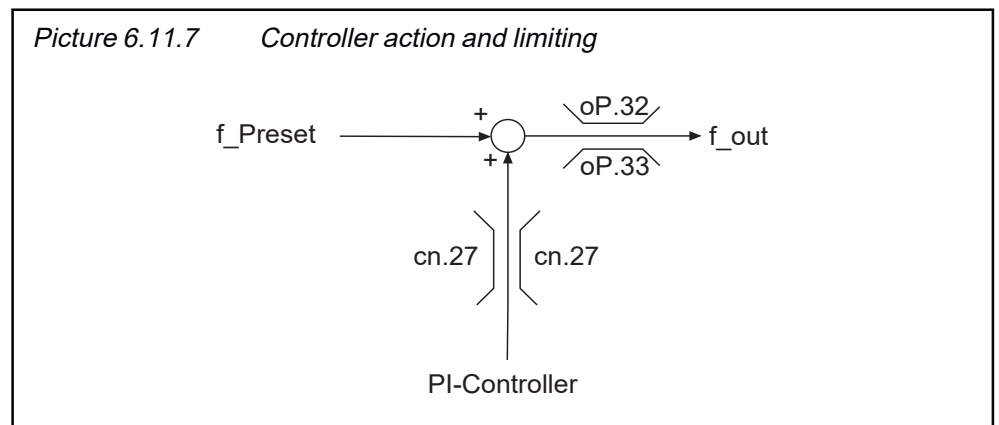 Picture 6.11.7 Controller action and limiting
+ oP.32
f_Preset f_out
+ oP.33
cn.27 cn.27
PI-Controller